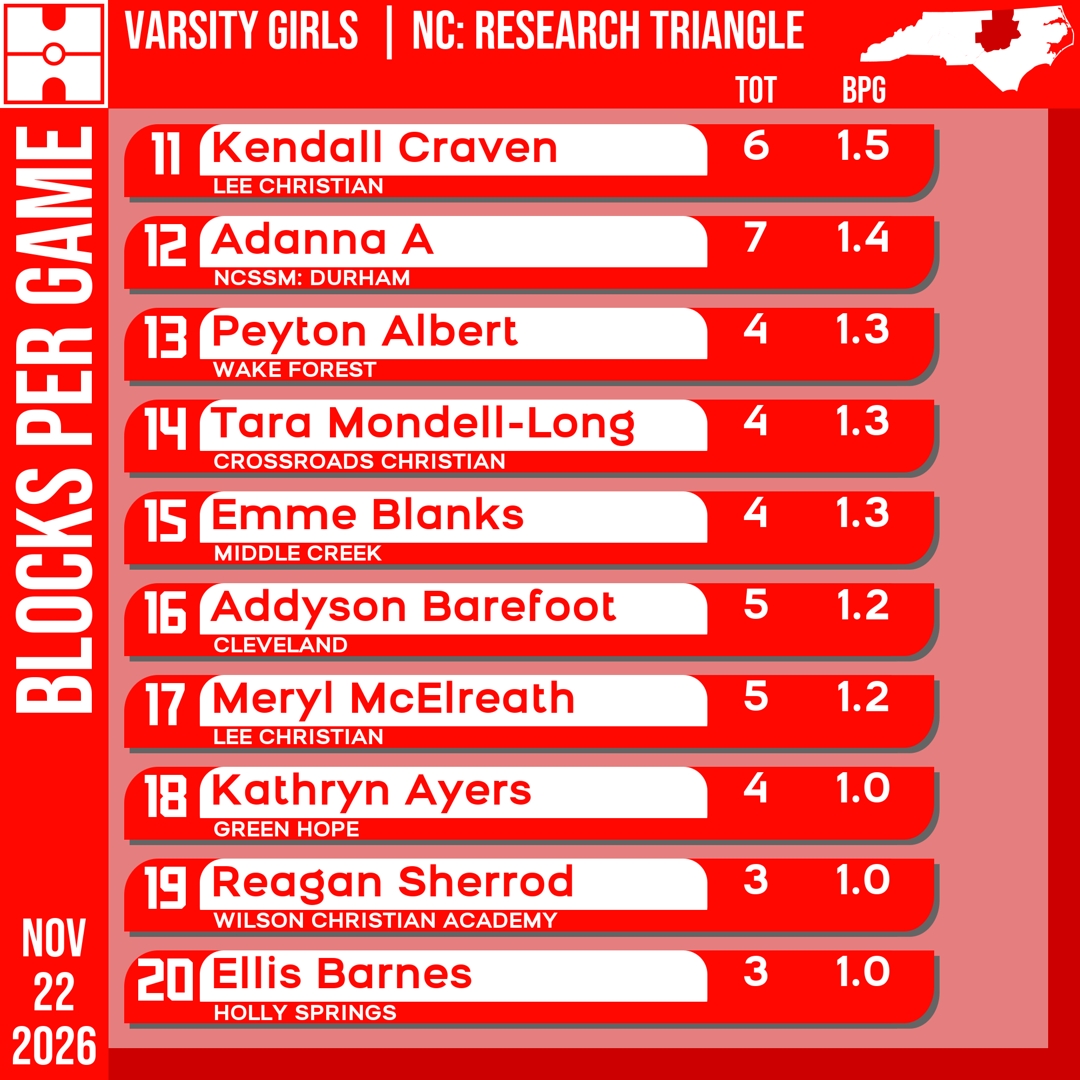 VARSITY GIRLS | NC: RESEARCH TRIANGLE
TOT BPG
BLOCKS PER GAME
11 Kendall Craven 6 1.5
LEE CHRISTIAN
12 Adanna A 7 1.4
NCSSM: DURHAM
13 Peyton Albert 4 1.3
WAKE FOREST
14 Tara Mondell-Long 4 1.3
CROSSROADS CHRISTIAN
15 Emme Blanks 4 1.3
MIDDLE CREEK
16 Addyson Barefoot 5 1.2
CLEVELAND
17 Meryl McElreath 5 1.2
LEE CHRISTIAN
18 Kathryn Ayers 4 1.0
GREEN HOPE
19 Reagan Sherrod 3 1.0
WILSON CHRISTIAN ACADEMY
20 Ellis Barnes 3 1.0
HOLLY SPRINGS
NOV
22
2026